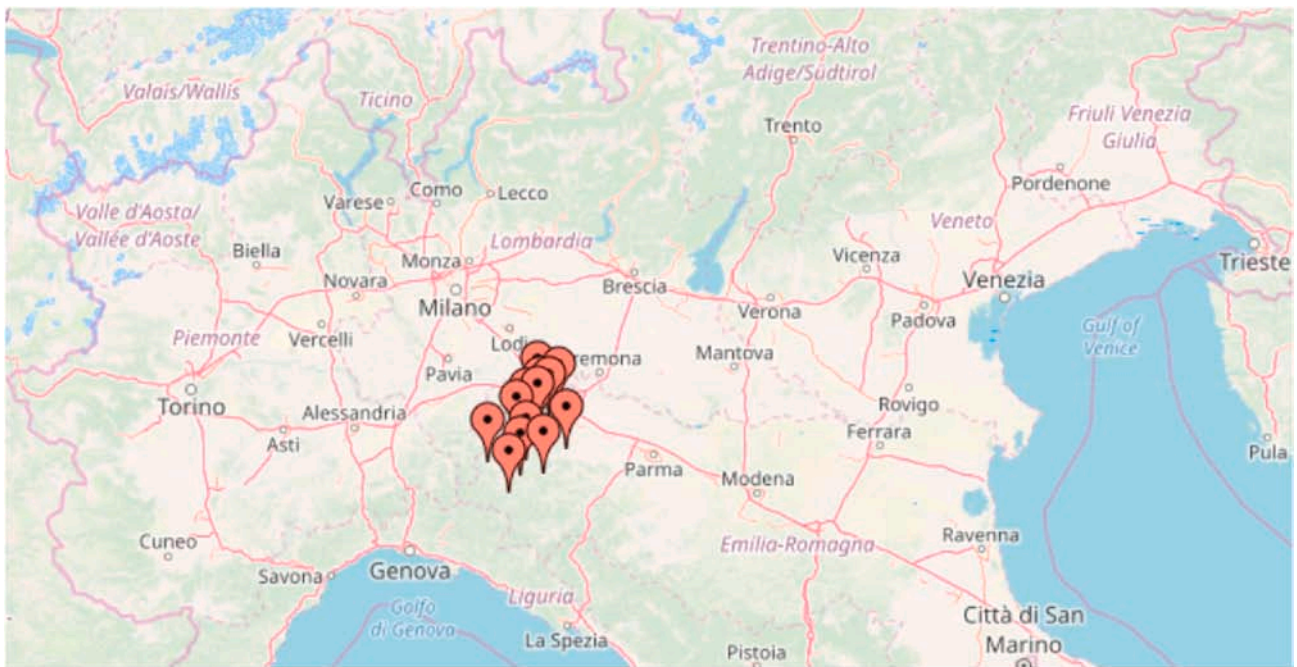 Trentino-Alto
Adige/Südtirol
Valais/Wallis
Ticino
Friuli Venezia
Giulia
Trento
Pordenone
Como
Lecco
Varese
Valle d'Aosta/
Vallée d'Aoste
Veneto
Lombardia
Biella
Monza
Vicenza
Trieste
Novara
Milano
Brescia
Venezia
Verona
Padova
Piemonte
Vercelli
Gulf of
Venice
Lodi
remona
Mantova
Pavia
Torino
Alessandria
Rovigo
Asti
Ferrara
Pula
Parma
Modena
Cuneo
Emilia-Romagna
Ravenna
Genova
Savona
Liguria
Golfo
di Genova
Città di San
Marino
La Spezia
Pistoia